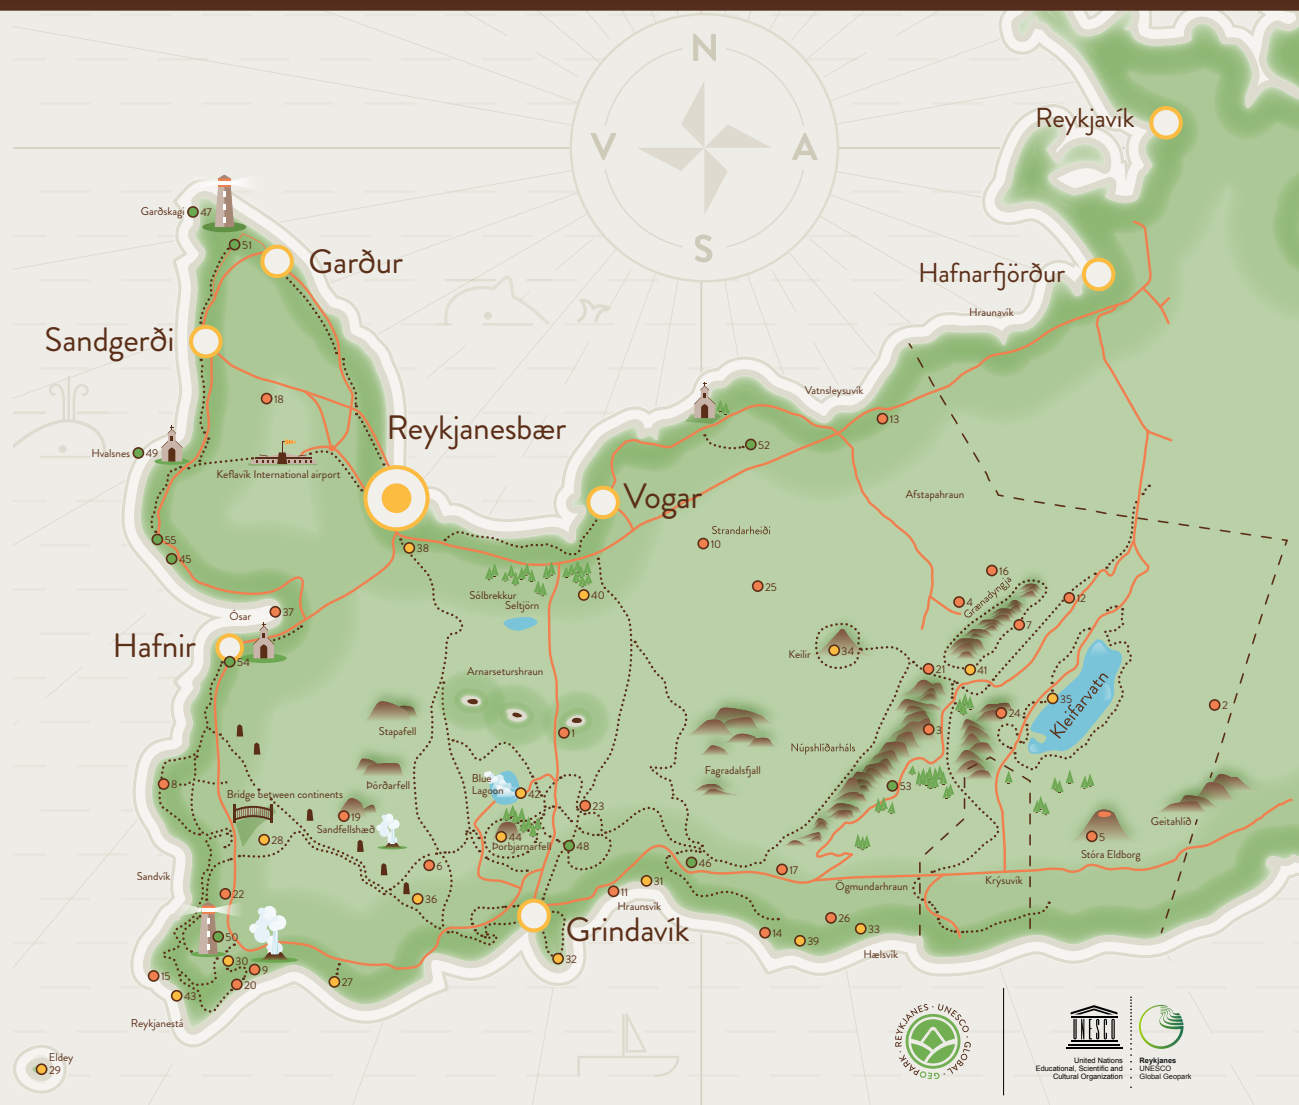 N
Reykjavík
V
A
Garðskagi
47
51
S
Garður
Hafnarfjörður
Hraunavík
Sandgerði
Vatnsleysuvík
18
13
Reykjanesbær
52
Hvalsnes
49
Keflavík International airport
Afstapahraun
Vogar
Strandarheiði
10
55
38
45
16
25
Grænadyngja
Sólbrekkur
40
4
12
Seltjörn
37
Ósar
7
Hafnir
Keilir
34
54
21
41
Arnarseturshraun
35
Kleifarvatn
2
24
Stapafell
1
3
Núpshlíðarháls
Fagradalsfjall
8
Þórðarfell
Blue
Lagoon
42
53
Bridge between continents
23
19
Sandfellshæð
Geitahlíð
28
44
5
Þorbjarnarfell
48
Stóra Eldborg
6
46
17
Sandvík
31
Krýsuvík
22
36
11
Ögmundarhraun
Hraunsvík
26
Grindavík
50
14
33
39
30
32
Hælsvík
9
15
20
27
43
Reykjanestá
Eldey
29
REYKJANES · UNESCO · GLOBAL · GEOPARK ·
UNESCO
United Nations
Educational, Scientific and
Cultural Organization
Reykjanes
UNESCO
Global Geopark